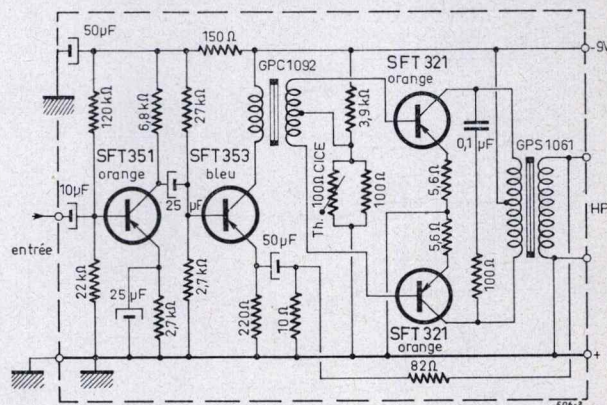 50µF
150Ω
-9V
GPC1092
SFT 321
orange
120kΩ
6,8kΩ
27kΩ
3,9kΩ
SFT351
orange
SFT353
bleu
0,1µF
GPS1061
10µF
25 µF
Th.
100Ω CICE
100Ω
5,6Ω
HP
entrée
50µF
5,6Ω
22kΩ
25µF
2,7kΩ
2,7kΩ
220Ω
10Ω
100Ω
SFT 321
orange
+
82Ω